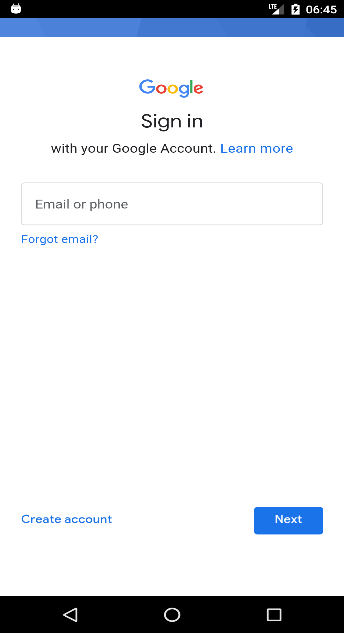 LTE 06:45
Google
Sign in
with your Google Account. Learn more
Email or phone
Forgot email?
Create account Next